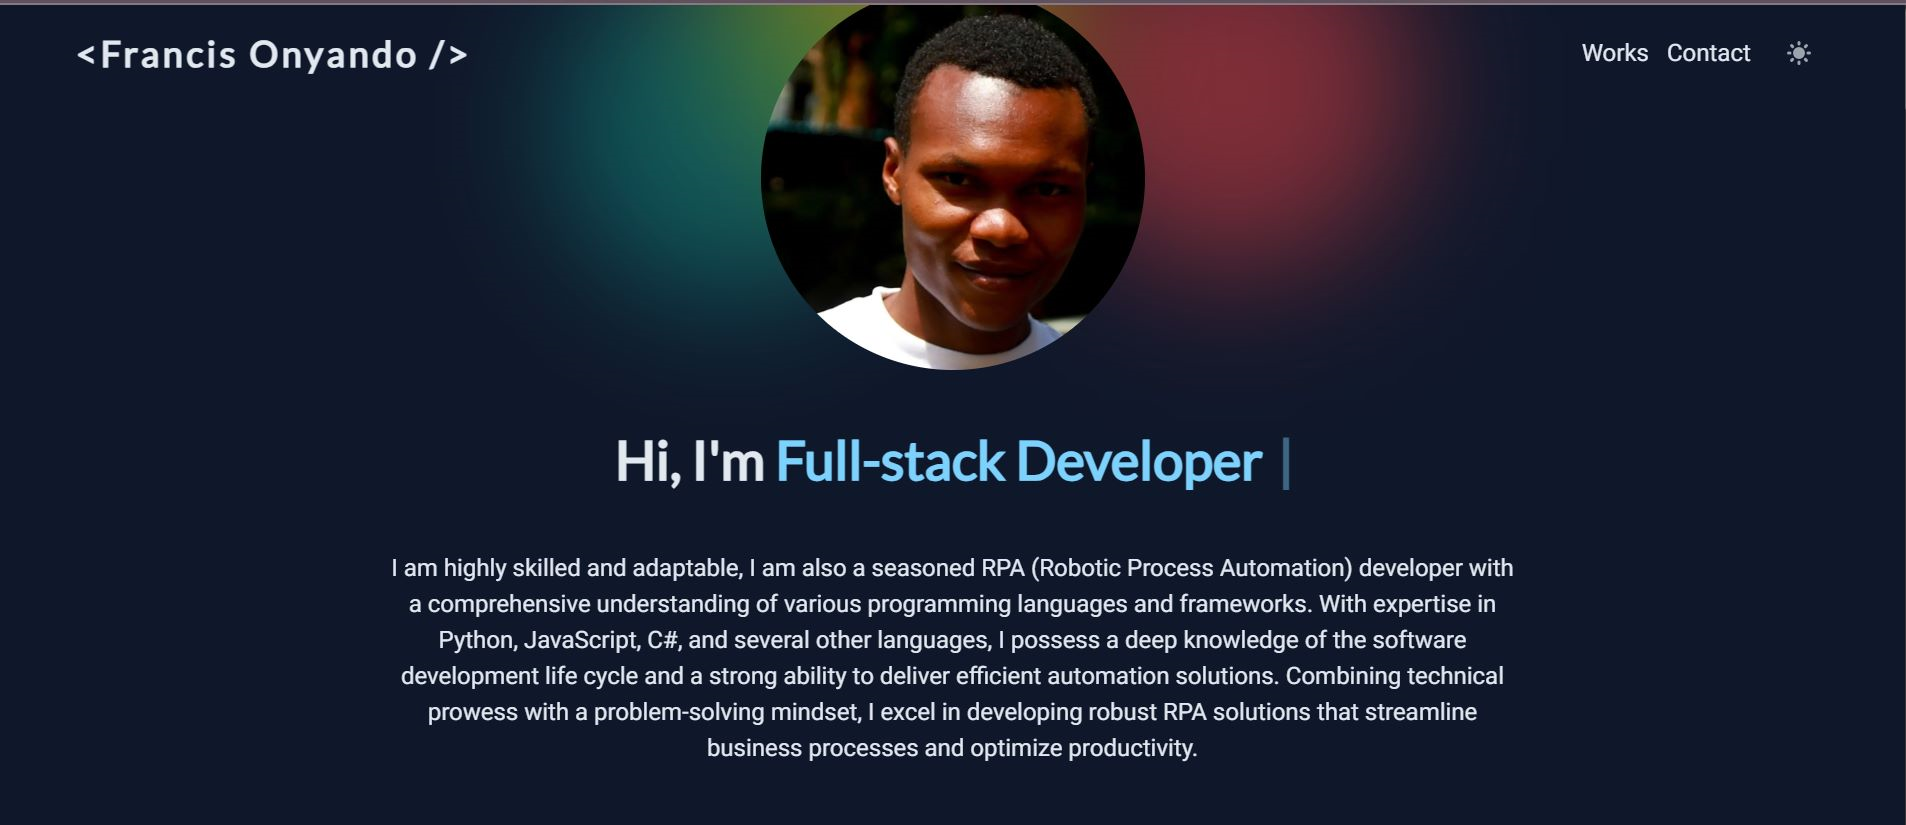 <Francis Onyando />
Works Contact
Hi, I'm Full-stack Developer |
I am highly skilled and adaptable, I am also a seasoned RPA (Robotic Process Automation) developer with
a comprehensive understanding of various programming languages and frameworks. With expertise in
Python, JavaScript, C#, and several other languages, I possess a deep knowledge of the software
development life cycle and a strong ability to deliver efficient automation solutions. Combining technical
prowess with a problem-solving mindset, I excel in developing robust RPA solutions that streamline
business processes and optimize productivity.